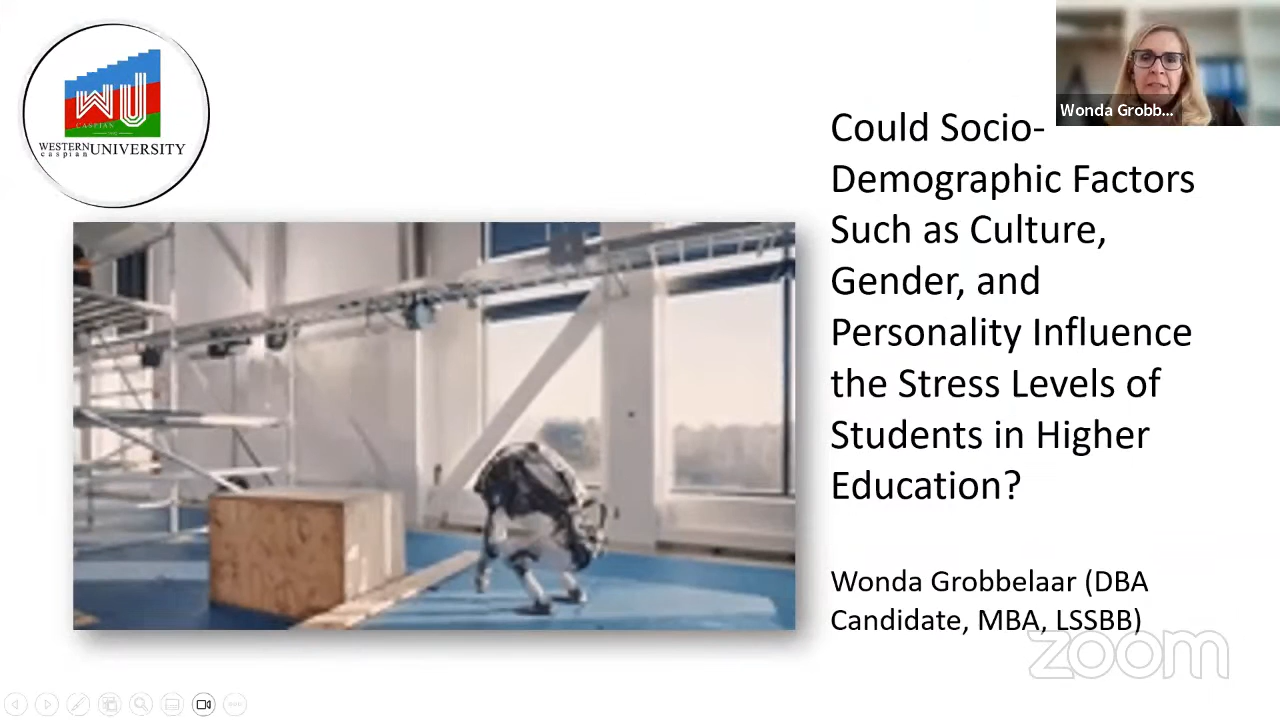 WU
CASPIAN
WESTERN UNIVERSITY
caspian
Wonda Grobb...
Could Socio-
Demographic Factors
Such as Culture,
Gender, and
Personality Influence
the Stress Levels of
Students in Higher
Education?
Wonda Grobbelaar (DBA
Candidate, MBA, LSSBB)
zoom